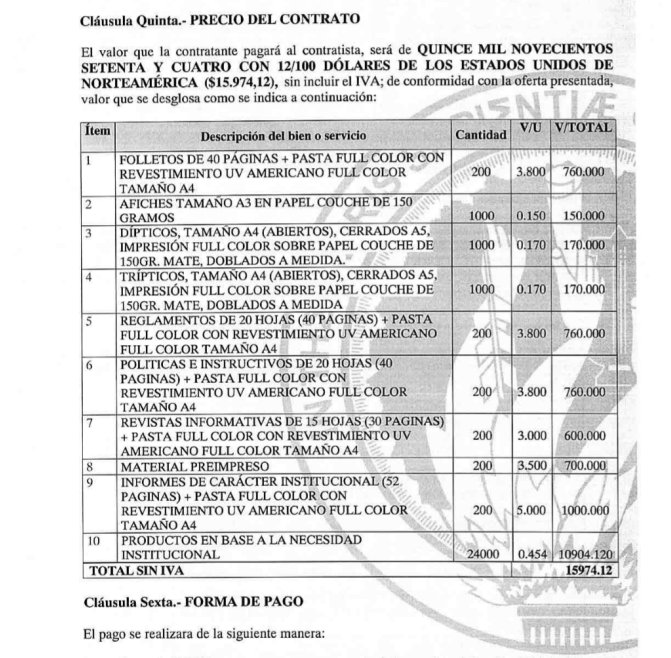 Cláusula Quinta.- PRECIO DEL CONTRATO
El valor que la contratante pagará al contratista, será de QUINCE MIL NOVECIENTOS
SETENTA Y CUATRO CON 12/100 DÓLARES DE LOS ESTADOS UNIDOS DE
NORTEAMÉRICA ($15.974,12), sin incluir el IVA; de conformidad con la oferta presentada,
valor que se desglosa como se indica a continuación:
Ítem Descripción del bien o servicio Cantidad V/U V/TOTAL
1 FOLLETOS DE 40 PÁGINAS + PASTA FULL COLOR CON
REVESTIMIENTO UV AMERICANO FULL COLOR 200 3.800 760.000
TAMAÑO A4
2 AFICHES TAMAÑO A3 EN PAPEL COUCHE DE 150
GRAMOS 1000 0.150 150.000
3 DÍPTICOS, TAMAÑO A4 (ABIERTOS), CERRADOS A5,
IMPRESIÓN FULL COLOR SOBRE PAPEL COUCHE DE 1000 0.170 170.000
150GR. MATE, DOBLADOS A MEDIDA.
4 TRÍPTICOS, TAMAÑO A4 (ABIERTOS), CERRADOS A5,
IMPRESIÓN FULL COLOR SOBRE PAPEL COUCHE DE 1000 0.170 170.000
150GR. MATE, DOBLADOS A MEDIDA
5 REGLAMENTOS DE 20 HOJAS (40 PAGINAS) + PASTA
FULL COLOR CON REVESTIMIENTO UV AMERICANO 200 3.800 760.000
FULL COLOR TAMAÑO A4
6 POLITICAS E INSTRUCTIVOS DE 20 HOJAS (40
PAGINAS) + PASTA FULL COLOR CON
REVESTIMIENTO UV AMERICANO FULL COLOR 200 3.800 760.000
TAMAÑO A4
7 REVISTAS INFORMATIVAS DE 15 HOJAS (30 PAGINAS)
+ PASTA FULL COLOR CON REVESTIMIENTO UV 200 3.000 600.000
AMERICANO FULL COLOR TAMAÑO A4
8 MATERIAL PREIMPRESO 200 3.500 700.000
9 INFORMES DE CARÁCTER INSTITUCIONAL (52
PAGINAS) + PASTA FULL COLOR CON
REVESTIMIENTO UV AMERICANO FULL COLOR 200 5.000 1000.000
TAMAÑO A4
10 PRODUCTOS EN BASE A LA NECESIDAD
INSTITUCIONAL 24000 0.454 10904.120
TOTAL SIN IVA 15974.12
Cláusula Sexta.- FORMA DE PAGO
El pago se realizara de la siguiente manera: